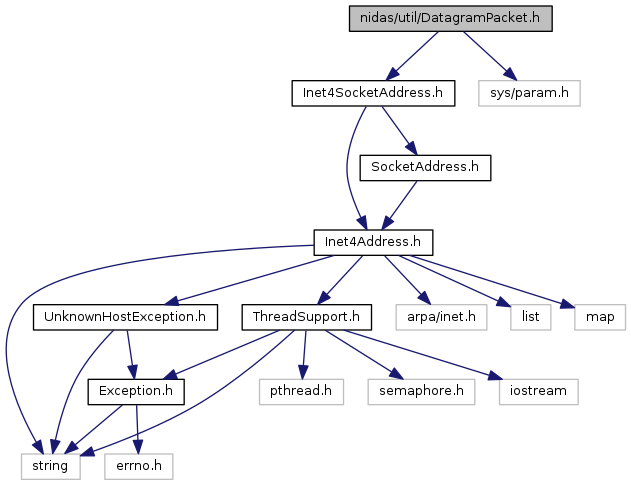 nidas/util/DatagramPacket.h
Inet4SocketAddress.h
sys/param.h
SocketAddress.h
Inet4Address.h
UnknownHostException.h
ThreadSupport.h
arpa/inet.h
list
map
Exception.h
pthread.h
semaphore.h
iostream
string
errno.h